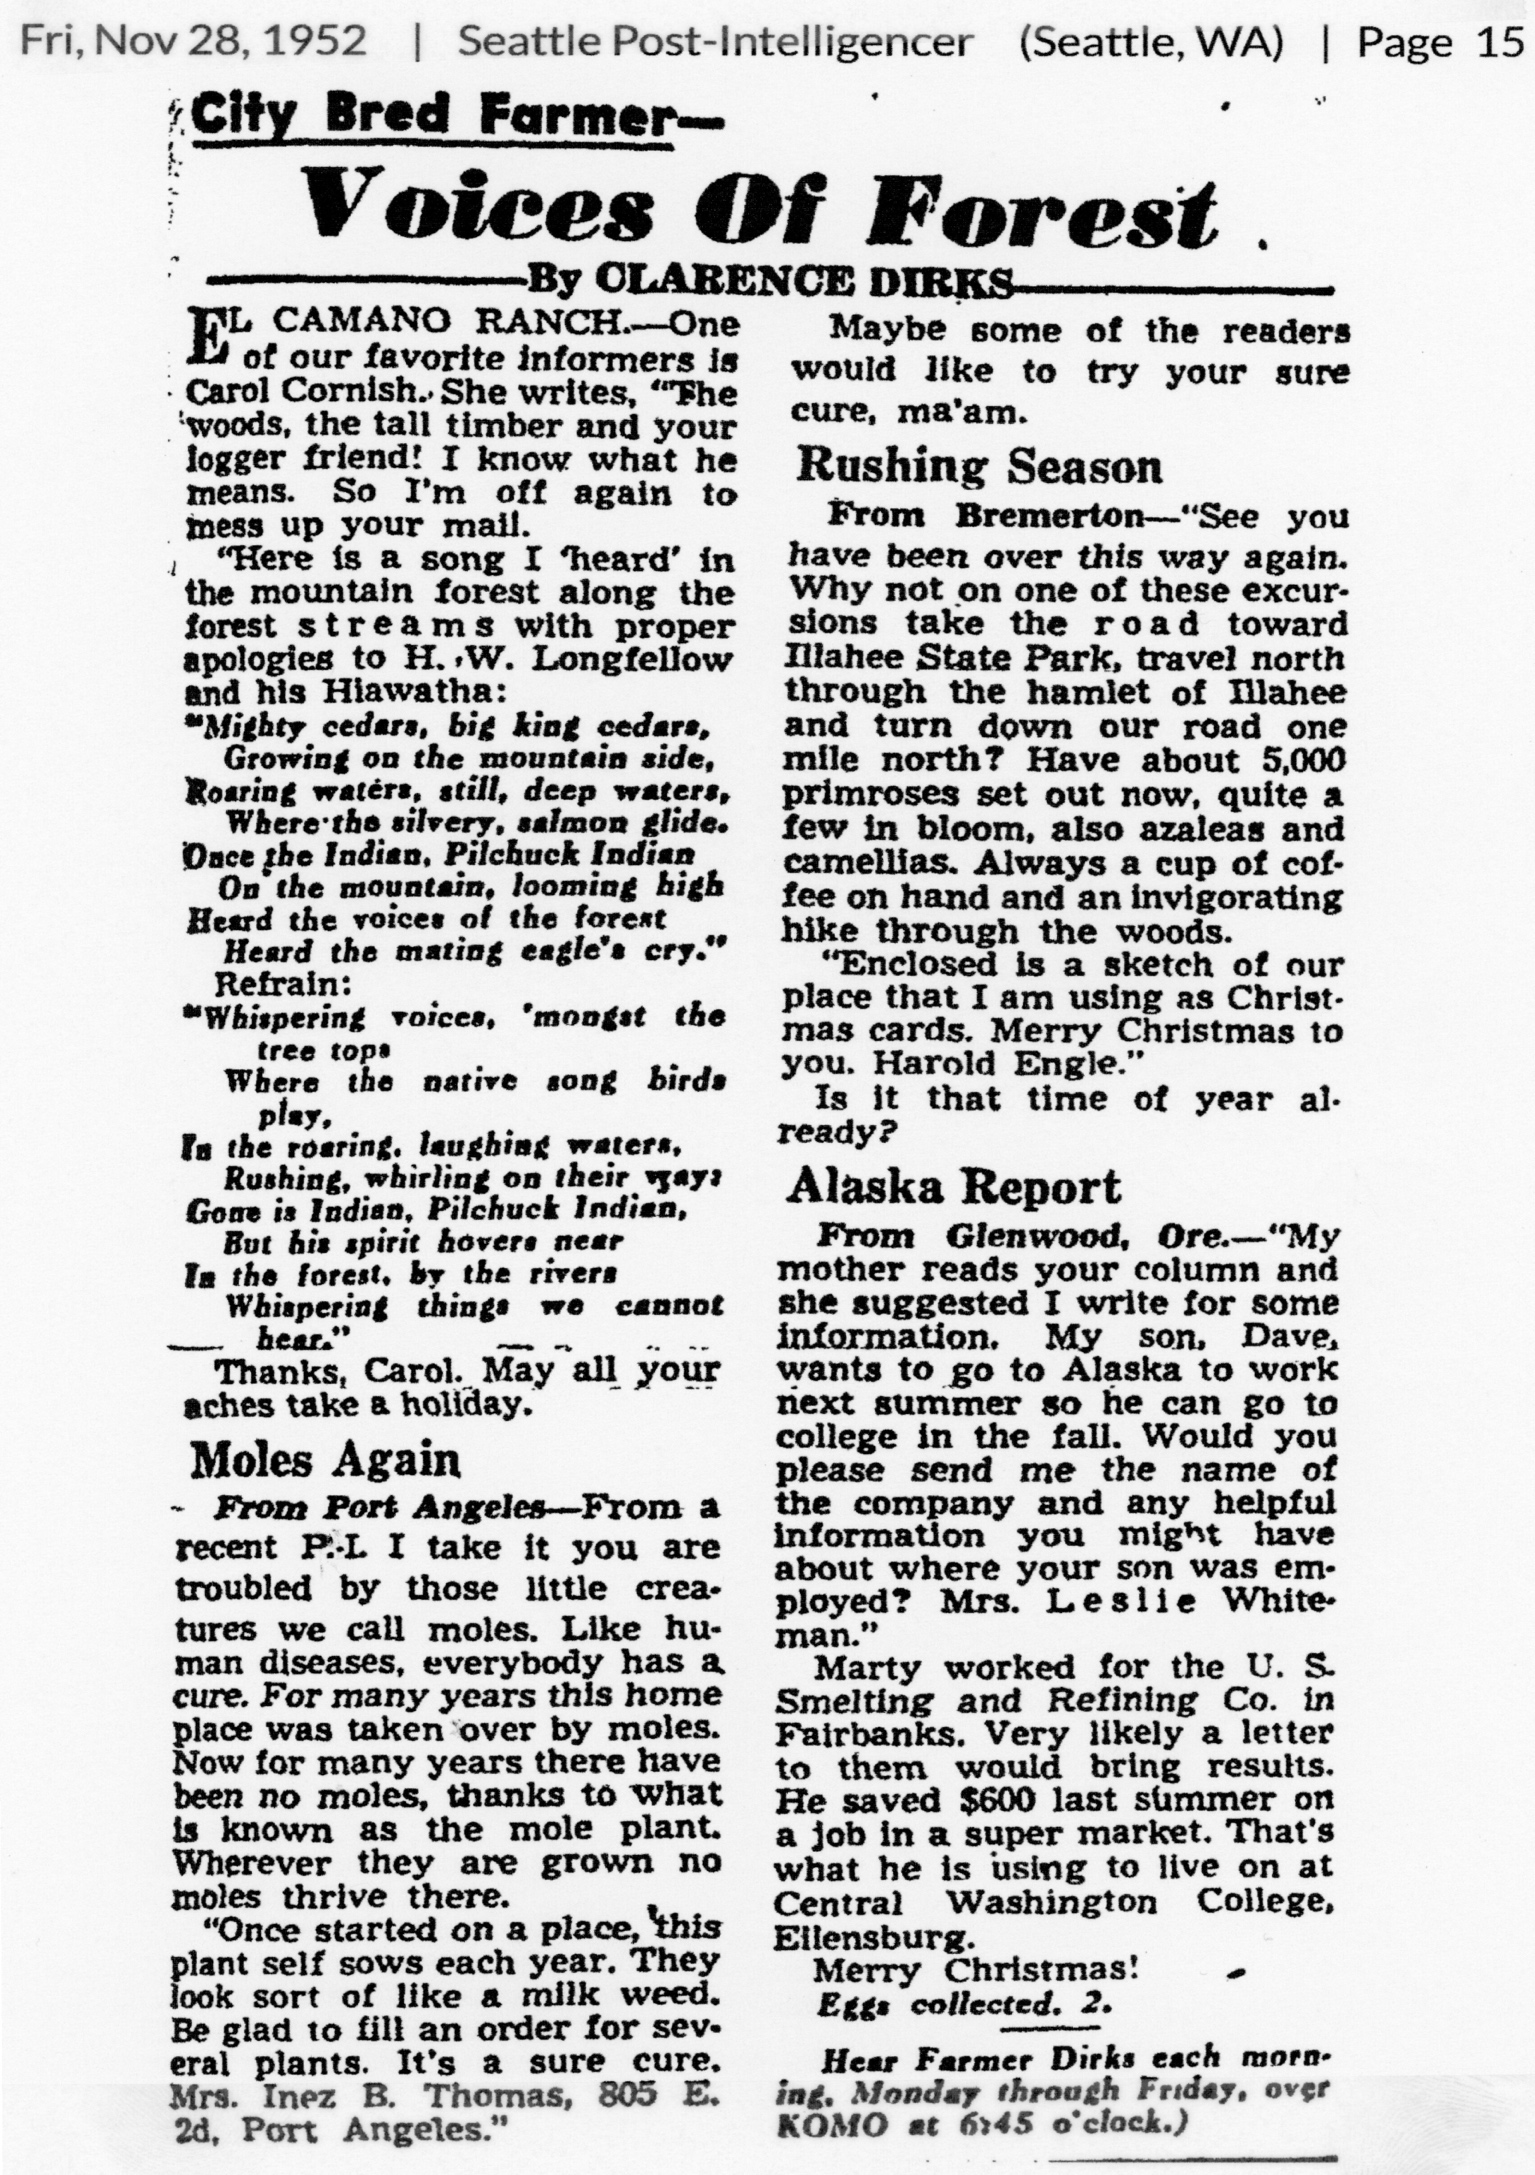 Fri, Nov 28, 1952 | Seattle Post-Intelligencer (Seattle, WA) | Page 15
City Bred Farmer—
Voices Of Forest
By CLARENCE DIRKS
EL CAMANO RANCH.—One
of our favorite informers is
Carol Cornish. She writes, "The
woods, the tall timber and your
logger friend! I know what he
means. So I'm off again to
mess up your mail.
"Here is a song I 'heard' in
the mountain forest along the
forest streams with proper
apologies to H. W. Longfellow
and his Hiawatha:
"Mighty cedars, big king cedars,
Growing on the mountain side,
Roaring waters, still, deep waters,
Where the silvery, salmon glide.
Once the Indian, Pilchuck Indian
On the mountain, looming high
Heard the voices of the forest
Heard the mating eagle's cry."
Refrain:
"Whispering voices, 'mongst the
tree tops
Where the native song birds
play,
In the roaring, laughing waters,
Rushing, whirling on their way;
Gone is Indian, Pilchuck Indian,
But his spirit hovers near
In the forest, by the rivers
Whispering things we cannot
hear."
Thanks, Carol. May all your
aches take a holiday.
Moles Again
From Port Angeles—From a
recent P.-I. I take it you are
troubled by those little crea-
tures we call moles. Like hu-
man diseases, everybody has a
cure. For many years this home
place was taken over by moles.
Now for many years there have
been no moles, thanks to what
is known as the mole plant.
Wherever they are grown no
moles thrive there.
"Once started on a place, this
plant self sows each year. They
look sort of like a milk weed.
Be glad to fill an order for sev-
eral plants. It's a sure cure.
Mrs. Inez B. Thomas, 805 E.
2d, Port Angeles."
Maybe some of the readers
would like to try your sure
cure, ma'am.
Rushing Season
From Bremerton—"See you
have been over this way again.
Why not on one of these excur-
sions take the road toward
Illahee State Park, travel north
through the hamlet of Illahee
and turn down our road one
mile north? Have about 5,000
primroses set out now, quite a
few in bloom, also azaleas and
camellias. Always a cup of cof-
fee on hand and an invigorating
hike through the woods.
"Enclosed is a sketch of our
place that I am using as Christ-
mas cards. Merry Christmas to
you. Harold Engle."
Is it that time of year al-
ready?
Alaska Report
From Glenwood, Ore.—"My
mother reads your column and
she suggested I write for some
information. My son, Dave,
wants to go to Alaska to work
next summer so he can go to
college in the fall. Would you
please send me the name of
the company and any helpful
information you might have
about where your son was em-
ployed? Mrs. Leslie White-
man."
Marty worked for the U. S.
Smelting and Refining Co. in
Fairbanks. Very likely a letter
to them would bring results.
He saved $600 last summer on
a job in a super market. That's
what he is using to live on at
Central Washington College,
Ellensburg.
Merry Christmas!
Eggs collected. 2.
Hear Farmer Dirks each morn-
ing, Monday through Friday, over
KOMO at 6:45 o'clock.)